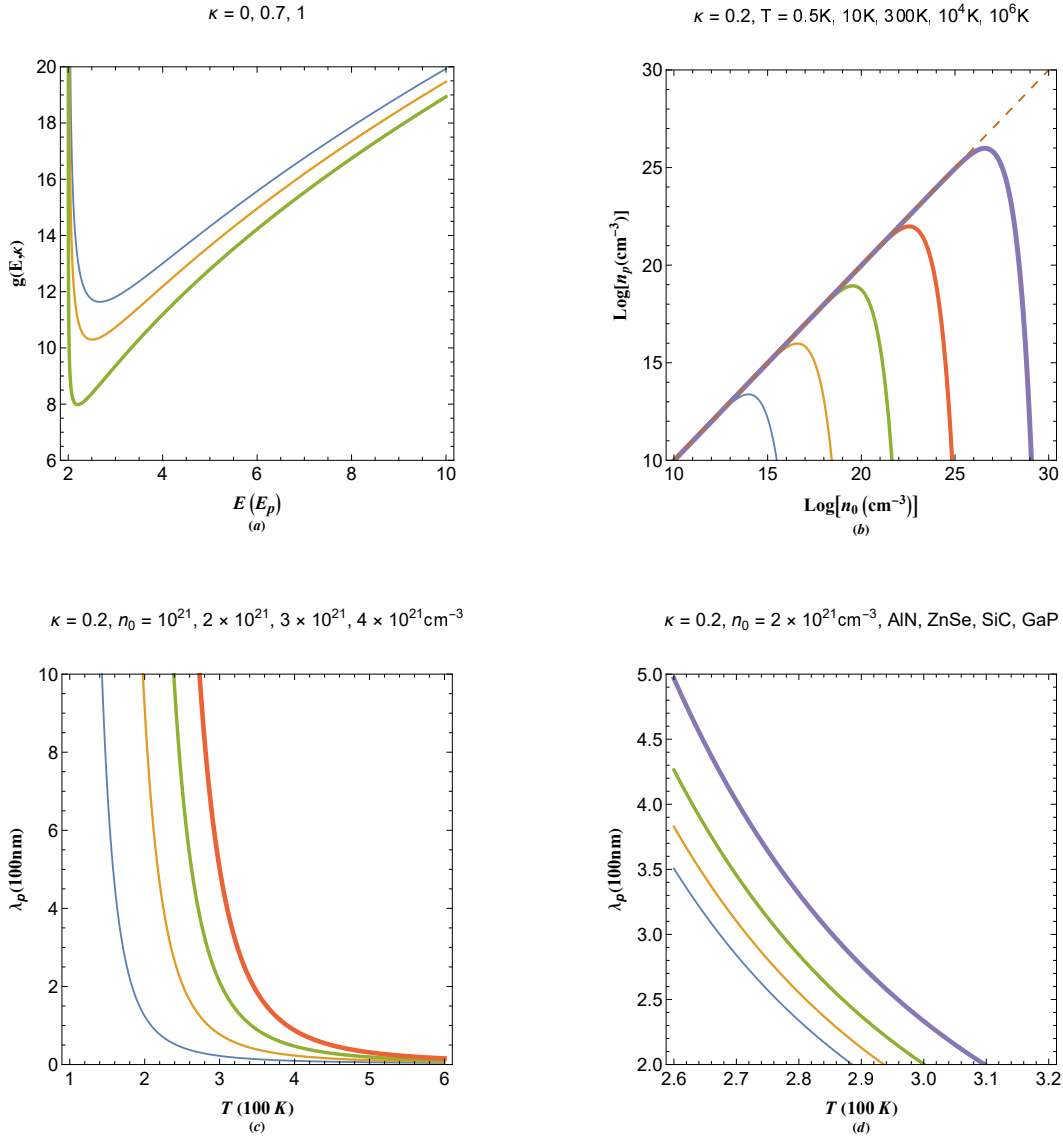 κ = 0, 0.7, 1
20
18
16
14
12
10
8
6
g(E,κ)
2 4 6 8 10
E (E_p)
(a)
κ = 0.2, T = 0.5K, 10K, 300K, 10⁴K, 10⁶K
30
25
20
15
10
Log[n_p(cm⁻³)]
10 15 20 25 30
Log[n₀ (cm⁻³)]
(b)
κ = 0.2, n₀ = 10²¹, 2 × 10²¹, 3 × 10²¹, 4 × 10²¹cm⁻³
10
8
6
4
2
0
λ_p(100nm)
1 2 3 4 5 6
T (100 K)
(c)
κ = 0.2, n₀ = 2 × 10²¹cm⁻³, AlN, ZnSe, SiC, GaP
5.0
4.5
4.0
3.5
3.0
2.5
2.0
λ_p(100nm)
2.6 2.7 2.8 2.9 3.0 3.1 3.2
T (100 K)
(d)